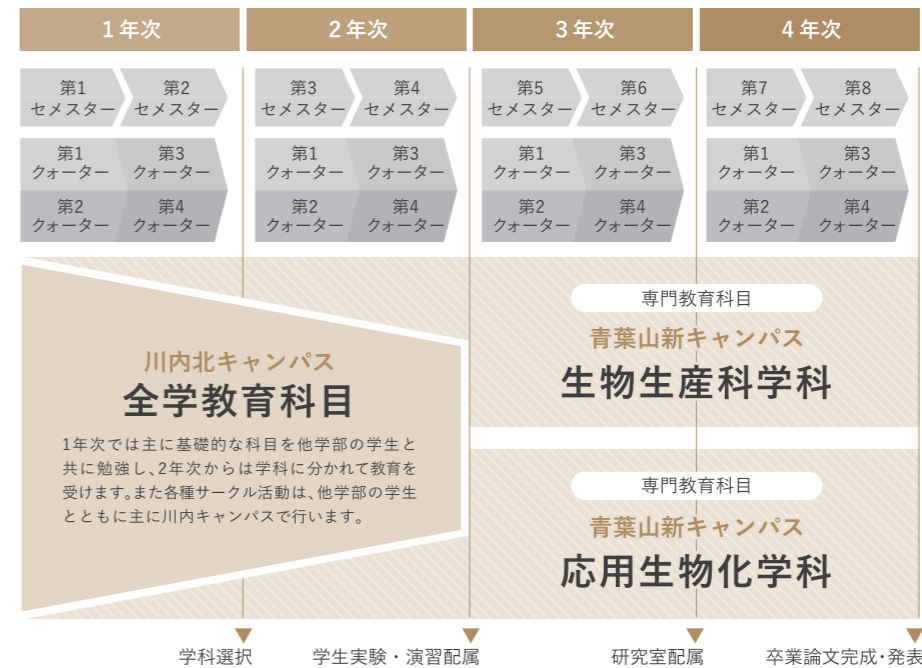 1年次
2年次
3年次
4年次
第1
セメスター
第2
セメスター
第3
セメスター
第4
セメスター
第5
セメスター
第6
セメスター
第7
セメスター
第8
セメスター
第1
クォーター
第3
クォーター
第1
クォーター
第3
クォーター
第1
クォーター
第3
クォーター
第1
クォーター
第3
クォーター
第2
クォーター
第4
クォーター
第2
クォーター
第4
クォーター
第2
クォーター
第4
クォーター
第2
クォーター
第4
クォーター
川内北キャンパス
全学教育科目
1年次では主に基礎的な科目を他学部の学生と
共に勉強し、2年次からは学科に分かれて教育を
受けます。また各種サークル活動は、他学部の学生
とともに主に川内キャンパスで行います。
専門教育科目
青葉山新キャンパス
生物生産科学科
専門教育科目
青葉山新キャンパス
応用生物化学科
学科選択
学生実験・演習配属
研究室配属
卒業論文完成・発表